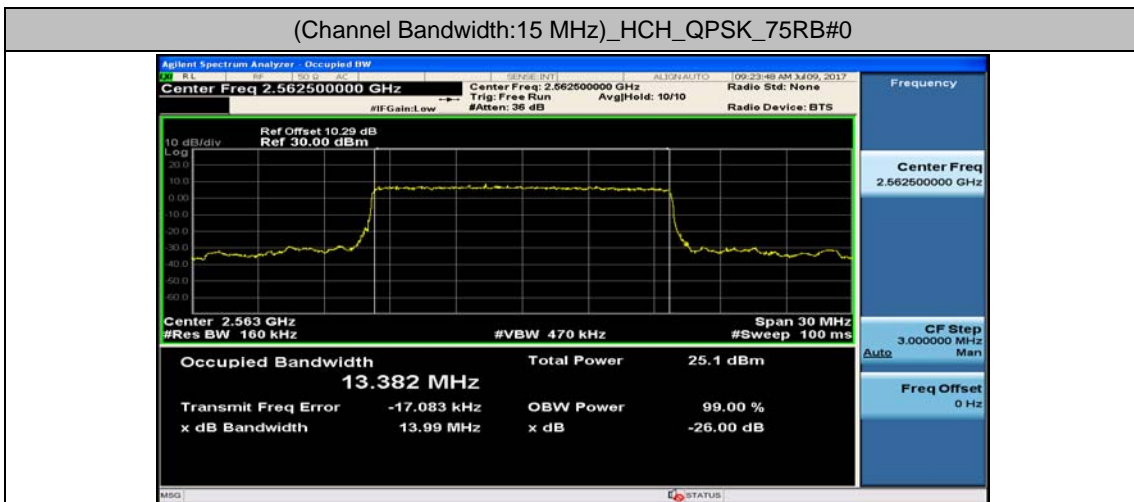 (Channel Bandwidth:15 MHz)_HCH_QPSK_75RB#0
Agilent Spectrum Analyzer - Occupied BW
RL RF 50 Ω AC SENSE:INT ALIGN AUTO 09:23:48 AM Jul 09, 2017
Center Freq 2.562500000 GHz
Center Freq: 2.562500000 GHz
Radio Std: None
Trig: Free Run Avg|Hold: 10/10
#IFGain:Low #Atten: 36 dB Radio Device: BTS
Ref Offset 10.29 dB
10 dB/div Ref 30.00 dBm
Log
20.0
10.0
0.00
-10.0
-20.0
-30.0
-40.0
-50.0
-60.0
Center 2.563 GHz Span 30 MHz
#Res BW 160 kHz #VBW 470 kHz #Sweep 100 ms
Occupied Bandwidth Total Power 25.1 dBm
13.382 MHz
Transmit Freq Error -17.083 kHz OBW Power 99.00 %
x dB Bandwidth 13.99 MHz x dB -26.00 dB
MSG STATUS
Frequency
Center Freq
2.562500000 GHz
CF Step
3.000000 MHz
Auto Man
Freq Offset
0 Hz